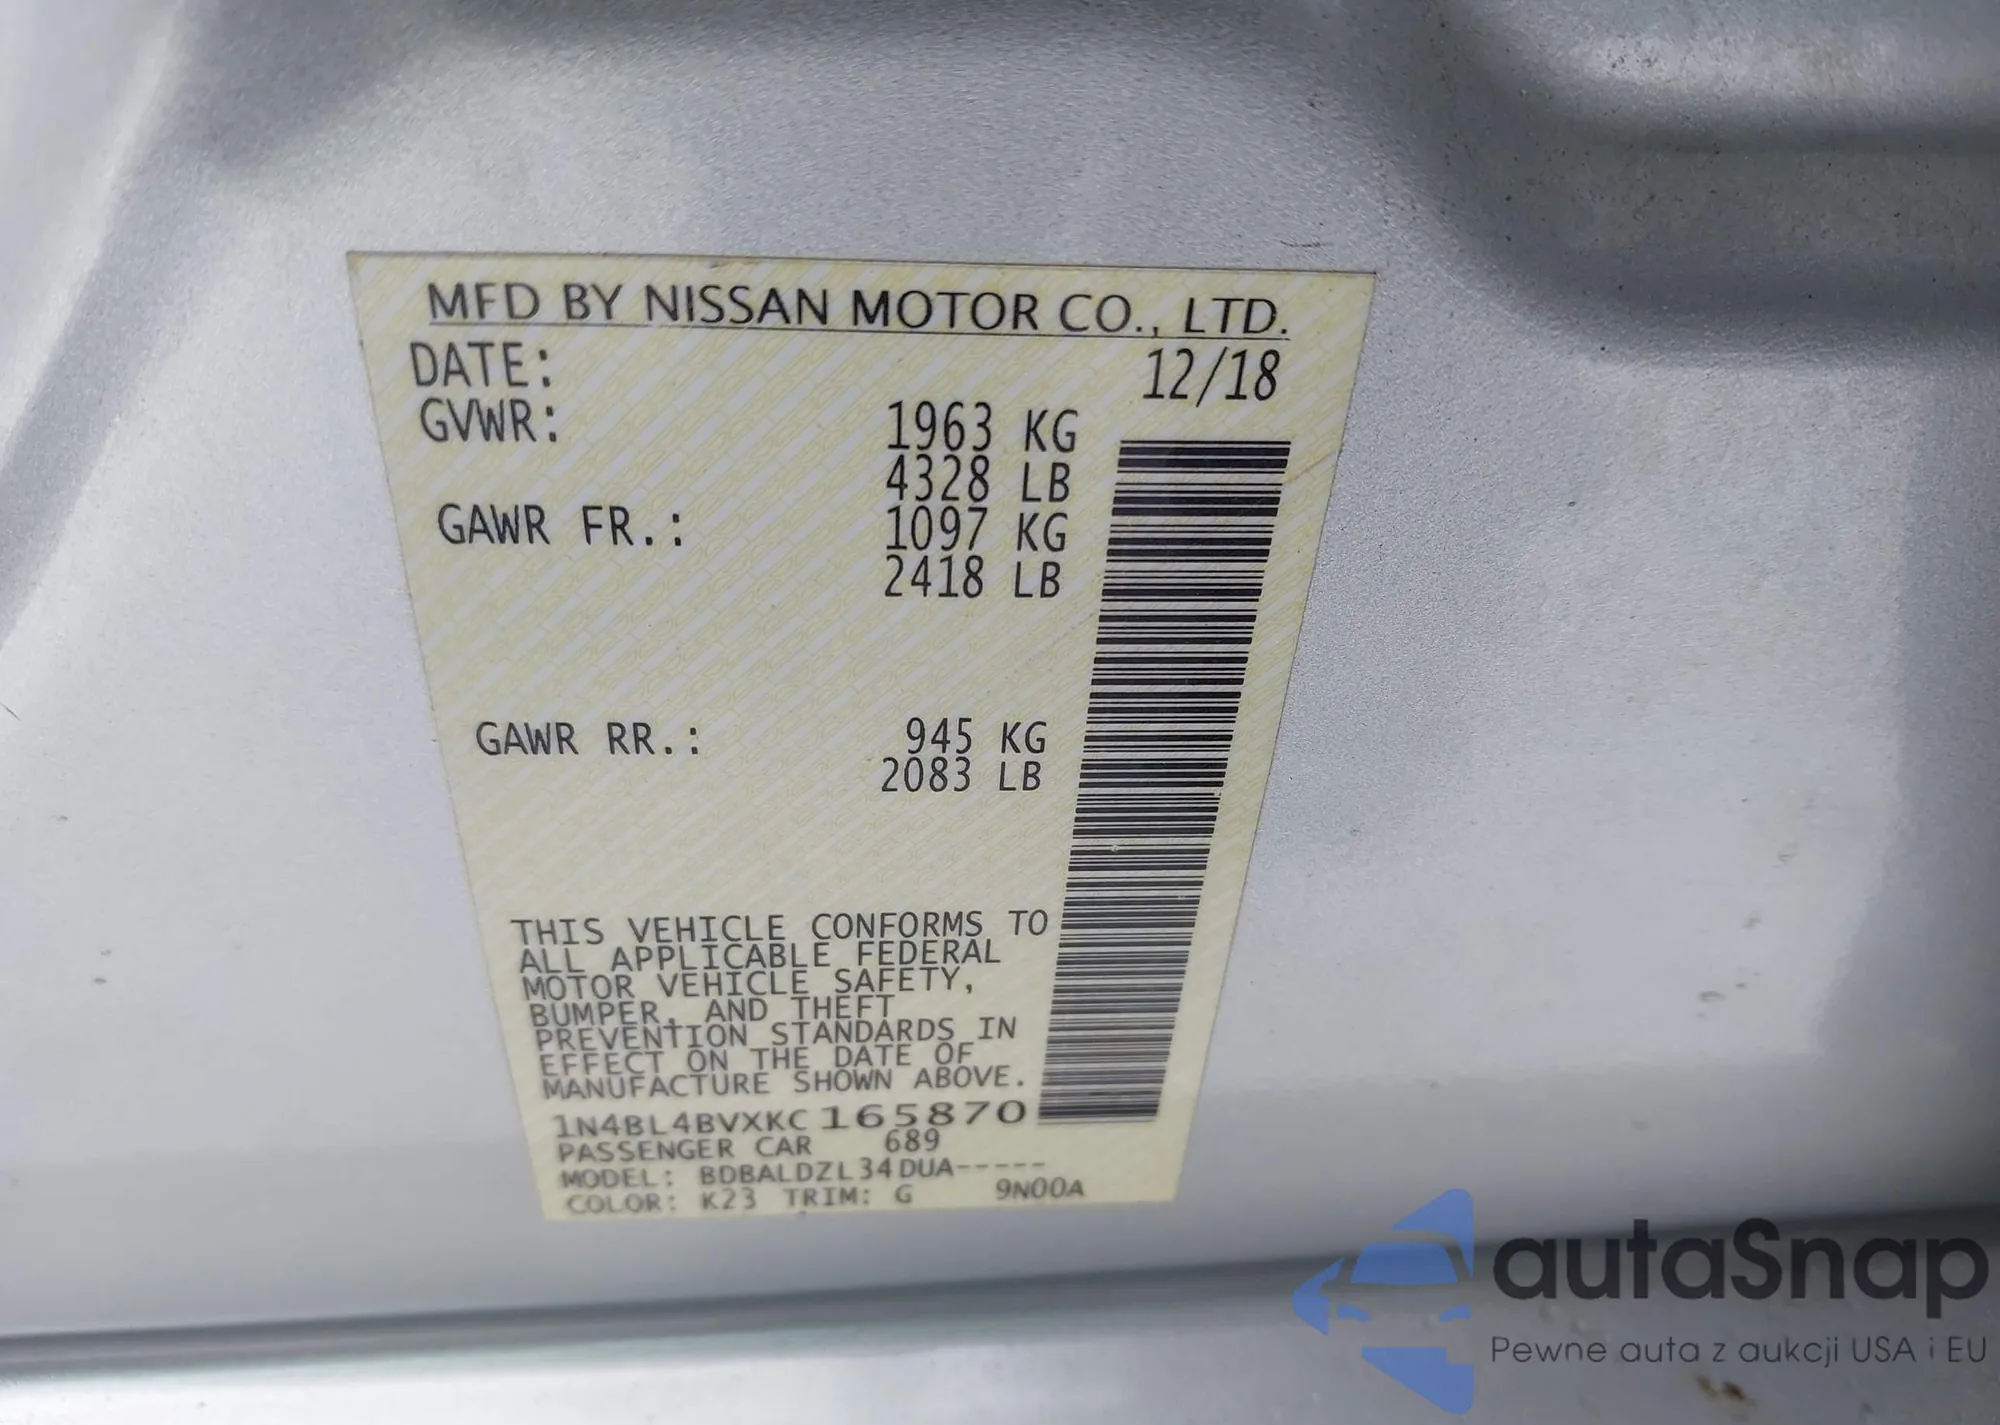 MFD BY NISSAN MOTOR CO., LTD.
DATE: 12/18
GVWR: 1963 KG
4328 LB
GAWR FR.: 1097 KG
2418 LB
GAWR RR.: 945 KG
2083 LB
THIS VEHICLE CONFORMS TO
ALL APPLICABLE FEDERAL
MOTOR VEHICLE SAFETY,
BUMPER, AND THEFT
PREVENTION STANDARDS IN
EFFECT ON THE DATE OF
MANUFACTURE SHOWN ABOVE.
1N4BL4BVXKC165870
PASSENGER CAR 689
MODEL: BDBALDZL34DUA-----
COLOR: K23 TRIM: G 9N00A
autaSnap
Pewne auta z aukcji USA i EU